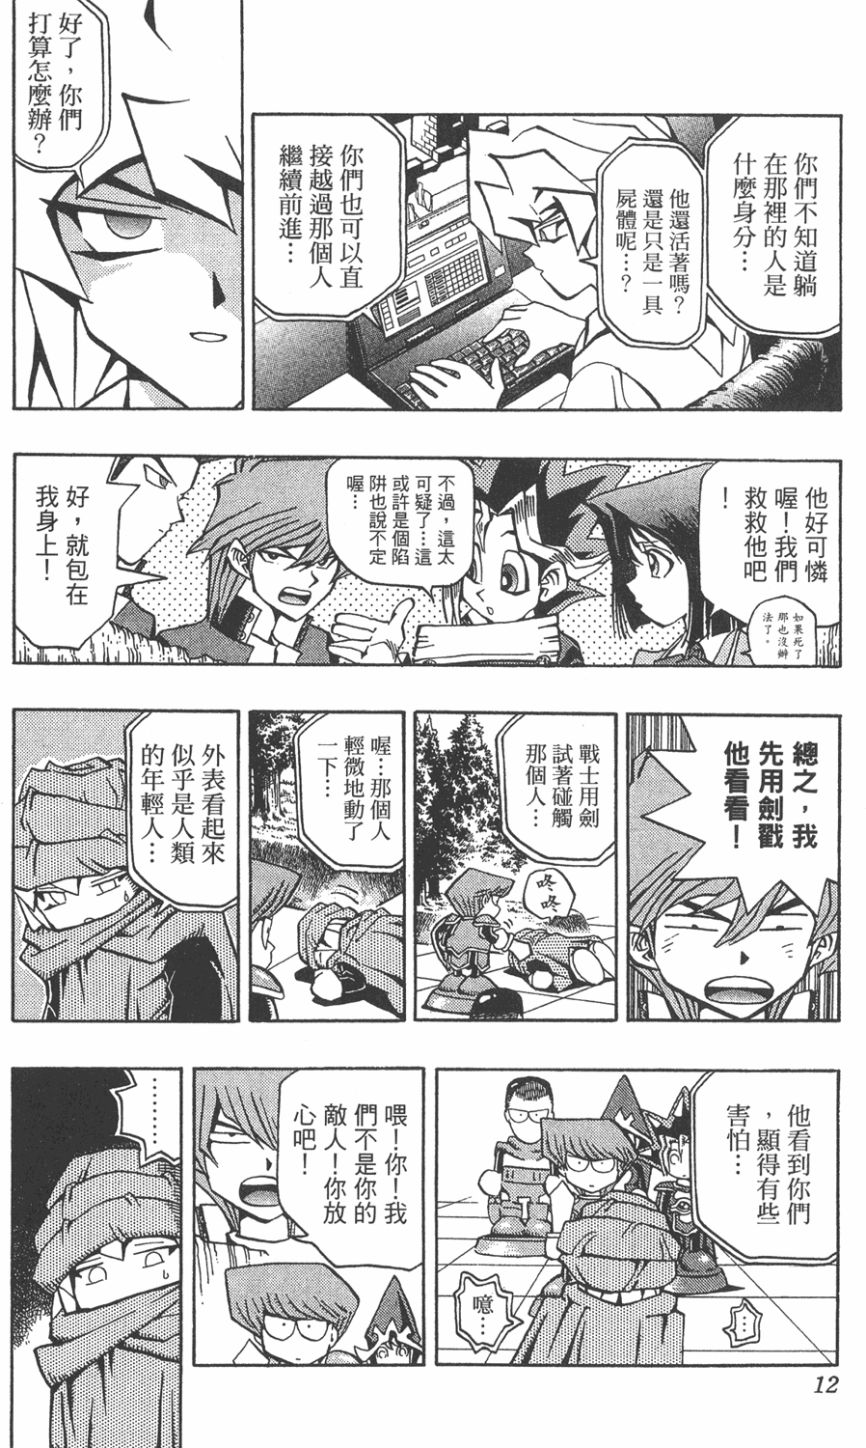 你們不知道躺
在那裡的人是
什麼身分…
他還活著嗎？
還是只是一具
屍體呢…？
你們也可以直
接越過那個人
繼續前進…
好了，你們
打算怎麼辦？
他好可憐
喔！我們
救救他吧
！
如果死了
那也沒辦
法了。
不過，這太
可疑了…這
或許是個陷
阱也說不定
喔…
好，就包在
我身上！
總之，我
先用劍戳
他看看！
戰士用劍
試著碰觸
那個人…
咚咚
喔…那個人
輕微地動了
一下…
外表看起來
似乎是人類
的年輕人…
他看到你們
，顯得有些
害怕…
…
噫…
喂！你！我
們不是你的
敵人！你放
心吧！
……
12